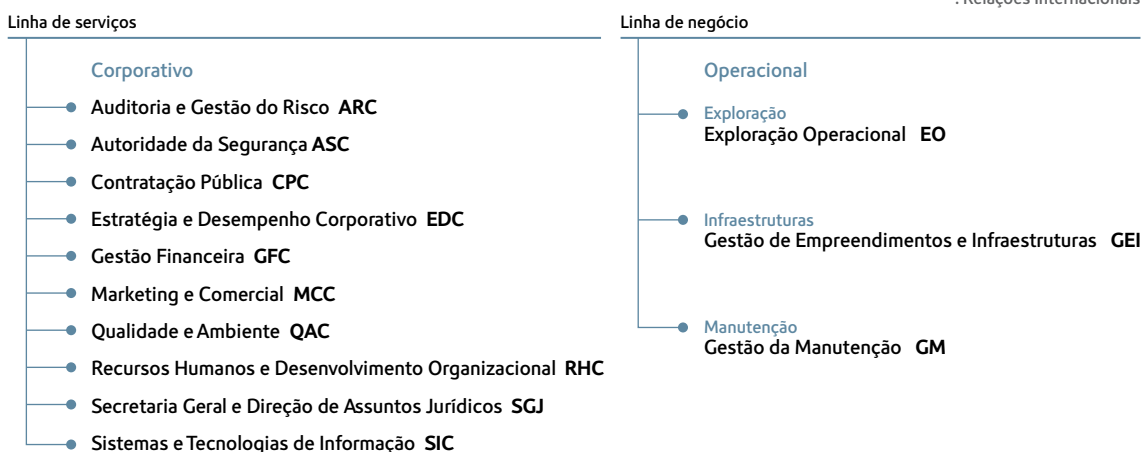 : Relações Internacionais
Linha de serviços
Corporativo
Auditoria e Gestão do Risco ARC
Autoridade da Segurança ASC
Contratação Pública CPC
Estratégia e Desempenho Corporativo EDC
Gestão Financeira GFC
Marketing e Comercial MCC
Qualidade e Ambiente QAC
Recursos Humanos e Desenvolvimento Organizacional RHC
Secretaria Geral e Direção de Assuntos Jurídicos SGJ
Sistemas e Tecnologias de Informação SIC
Linha de negócio
Operacional
Exploração
Exploração Operacional EO
Infraestruturas
Gestão de Empreendimentos e Infraestruturas GEI
Manutenção
Gestão da Manutenção GM